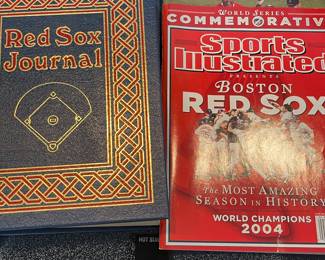 Red Sox
Journal
WORLD SERIES
COMMEMORATIV
Sports
Illustrated
PRESENTS
BOSTON
RED SOX
THE MOST AMAZING
SEASON IN HISTORY
WORLD CHAMPIONS
2004